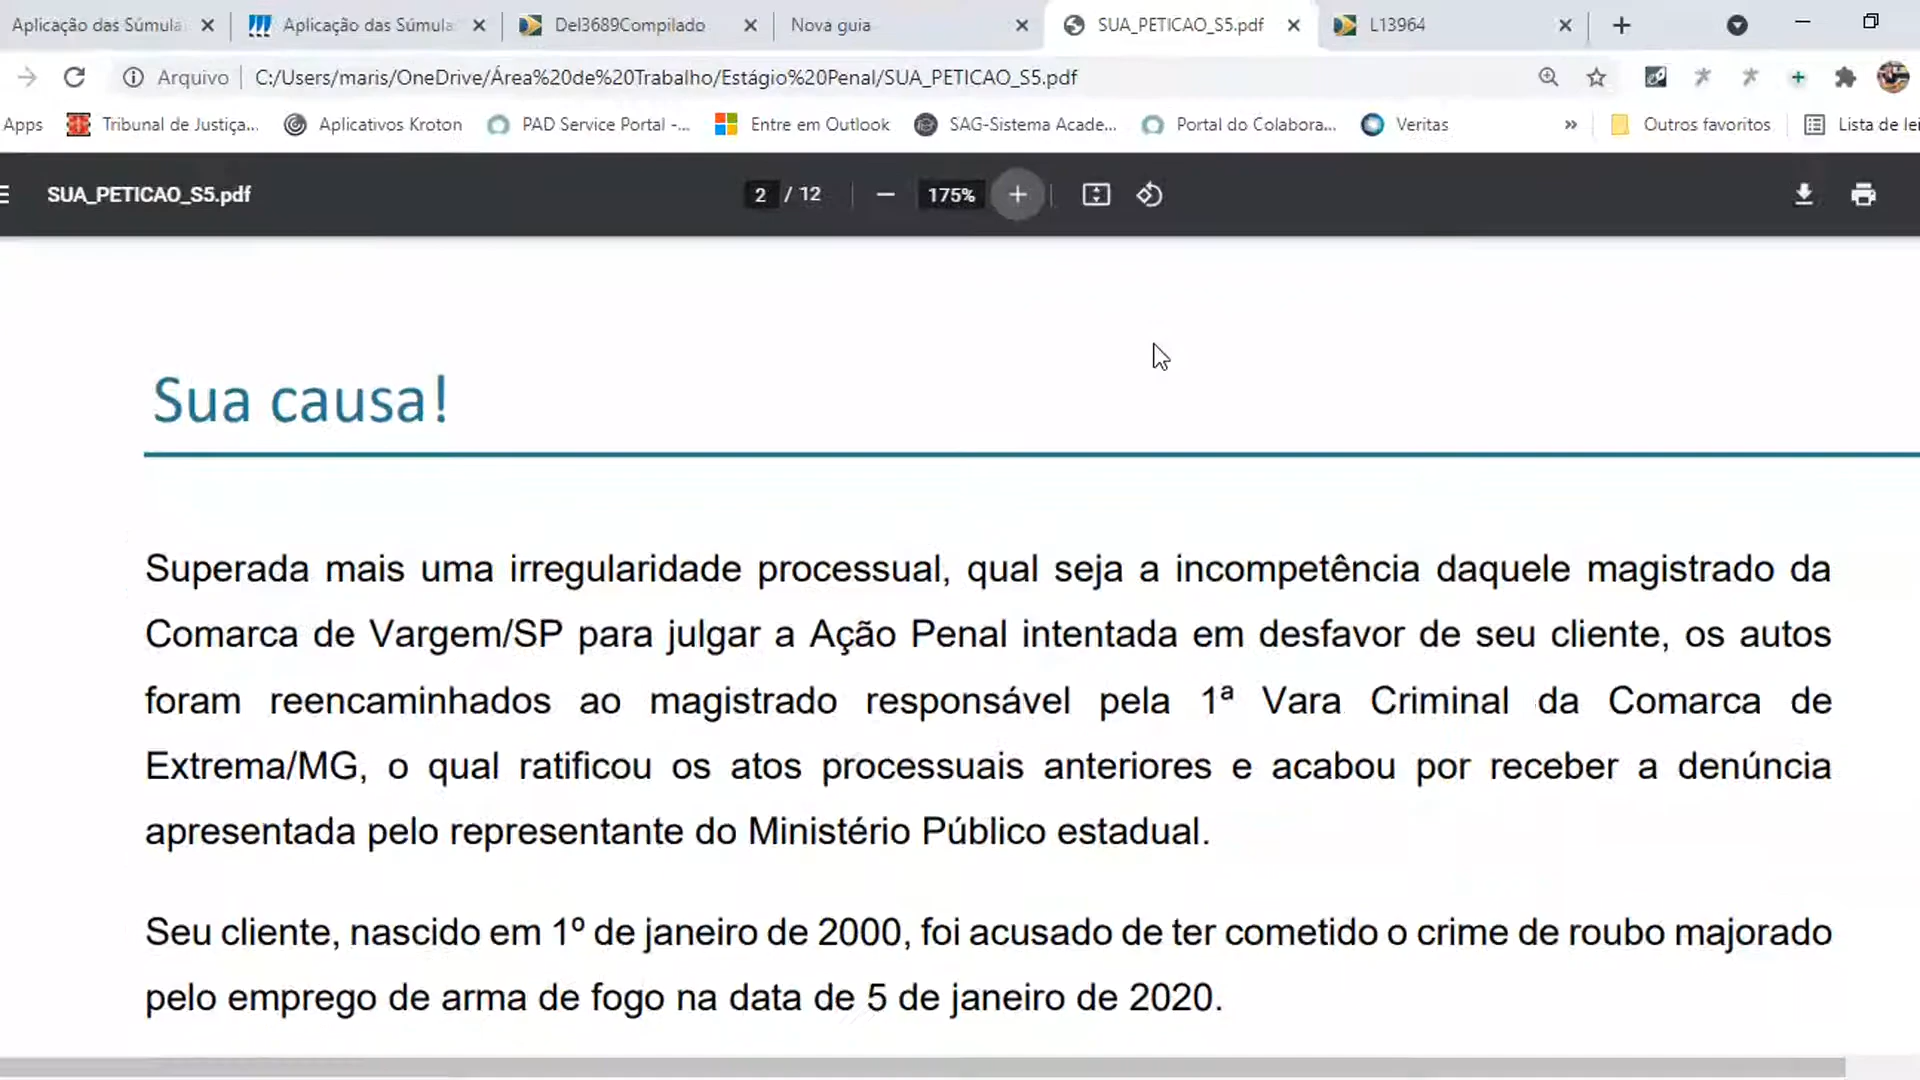 Aplicação das Súmula
Aplicação das Súmula
Del3689Compilado
Nova guia
SUA_PETICAO_S5.pdf
L13964
Arquivo
C:/Users/maris/OneDrive/Área%20de%20Trabalho/Estágio%20Penal/SUA_PETICAO_S5.pdf
Apps
Tribunal de Justiça...
Aplicativos Kroton
PAD Service Portal -...
Entre em Outlook
SAG-Sistema Acade...
Portal do Colabora...
Veritas
»
Outros favoritos
Lista de lei
SUA_PETICAO_S5.pdf
2 / 12
175%
Sua causa!
Superada mais uma irregularidade processual, qual seja a incompetência daquele magistrado da
Comarca de Vargem/SP para julgar a Ação Penal intentada em desfavor de seu cliente, os autos
foram reencaminhados ao magistrado responsável pela 1ª Vara Criminal da Comarca de
Extrema/MG, o qual ratificou os atos processuais anteriores e acabou por receber a denúncia
apresentada pelo representante do Ministério Público estadual.
Seu cliente, nascido em 1º de janeiro de 2000, foi acusado de ter cometido o crime de roubo majorado
pelo emprego de arma de fogo na data de 5 de janeiro de 2020.